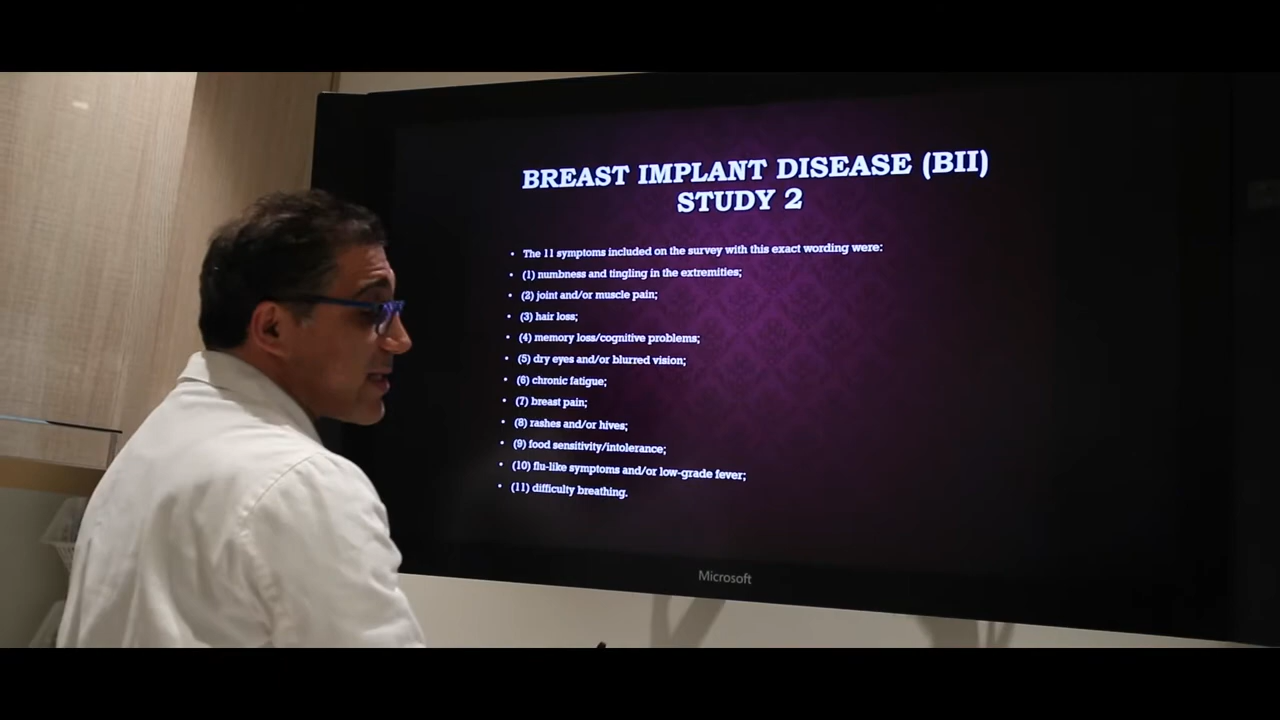 BREAST IMPLANT DISEASE (BII)
STUDY 2
• The 11 symptoms included on the survey with this exact wording were:
• (1) numbness and tingling in the extremities;
• (2) joint and/or muscle pain;
• (3) hair loss;
• (4) memory loss/cognitive problems;
• (5) dry eyes and/or blurred vision;
• (6) chronic fatigue;
• (7) breast pain;
• (8) rashes and/or hives;
• (9) food sensitivity/intolerance;
• (10) flu-like symptoms and/or low-grade fever;
• (11) difficulty breathing.
Microsoft